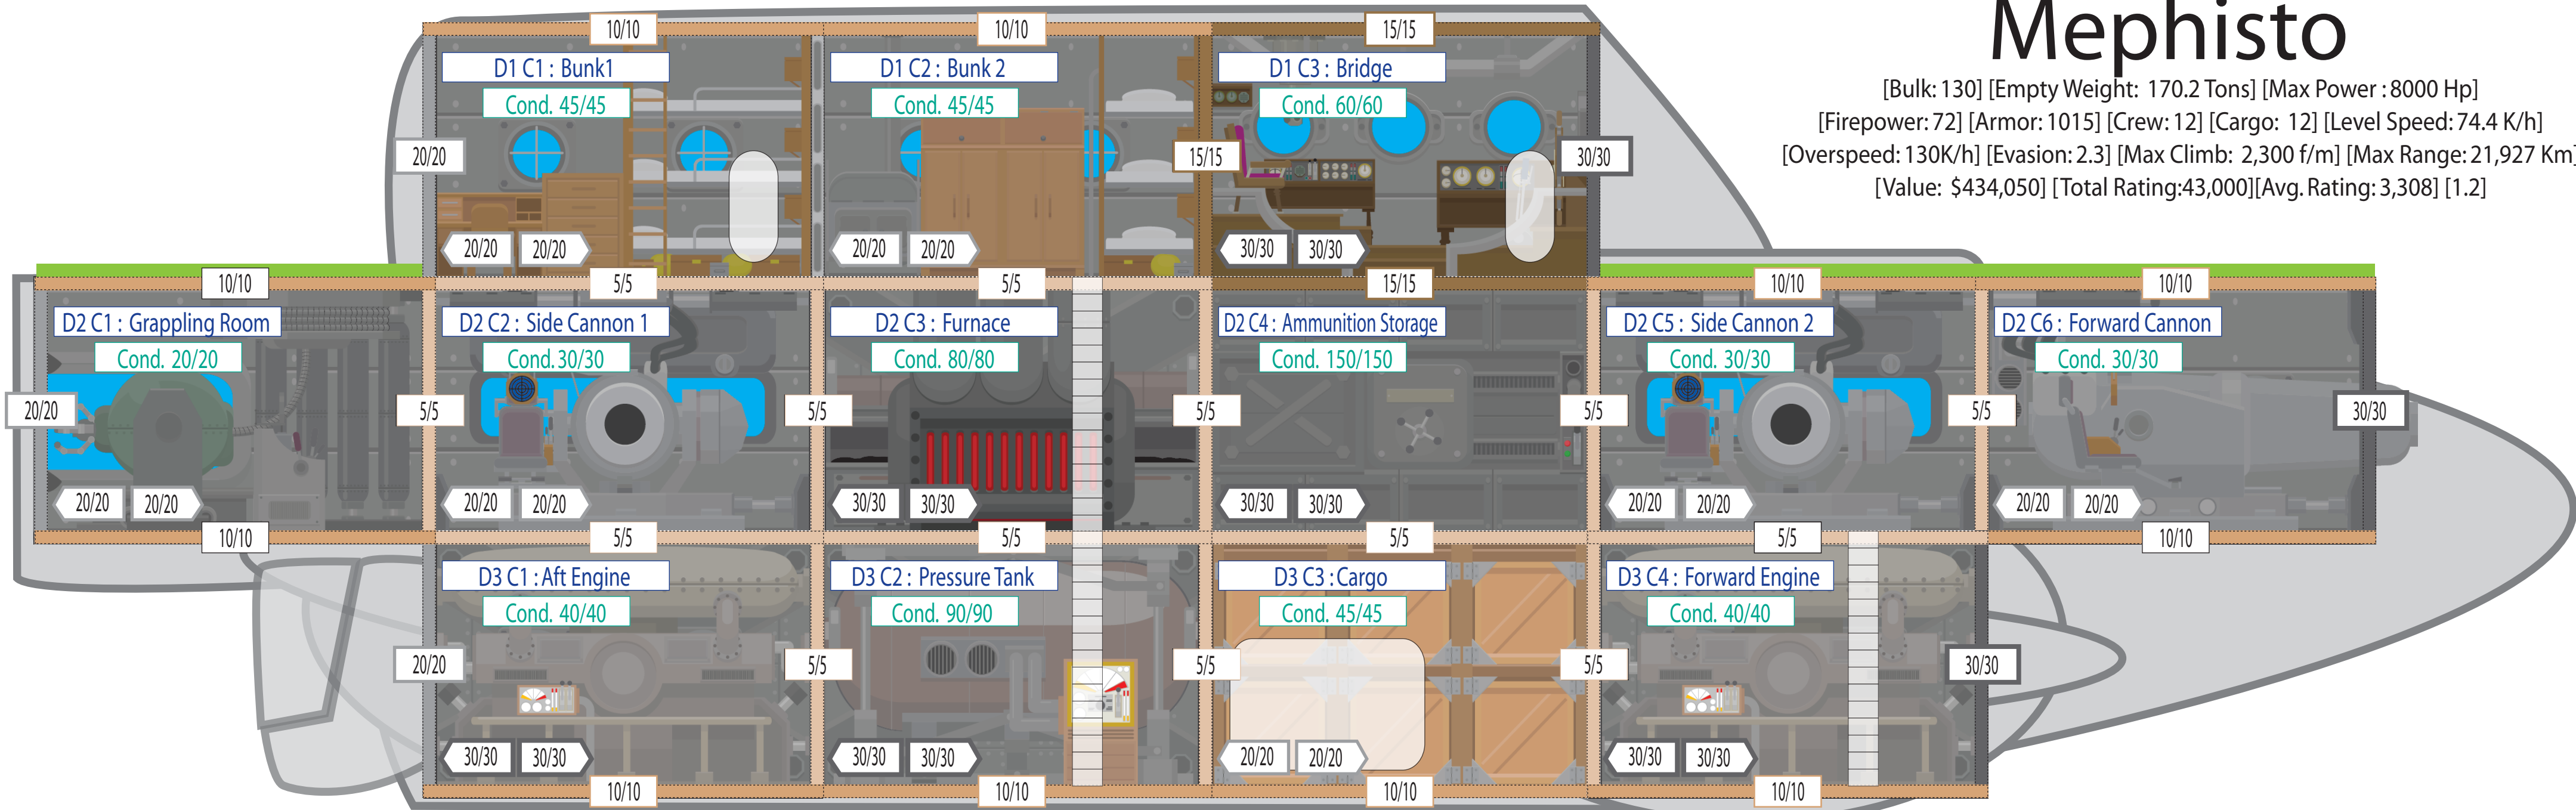 Mephisto
[Bulk: 130] [Empty Weight: 170.2 Tons] [Max Power : 8000 Hp]
[Firepower: 72] [Armor: 1015] [Crew: 12] [Cargo: 12] [Level Speed: 74.4 K/h]
[Overspeed: 130K/h] [Evasion: 2.3] [Max Climb: 2,300 f/m] [Max Range: 21,927 Km]
[Value: $434,050] [Total Rating:43,000][Avg. Rating: 3,308] [1.2]
10/10 10/10 15/15
D1 C1 : Bunk1 D1 C2 : Bunk 2 D1 C3 : Bridge
Cond. 45/45 Cond. 45/45 Cond. 60/60
20/20 15/15 30/30
20/20 20/20 20/20 20/20 30/30 30/30
10/10 5/5 5/5 15/15 10/10 10/10
D2 C1 : Grappling Room D2 C2 : Side Cannon 1 D2 C3 : Furnace D2 C4 : Ammunition Storage D2 C5 : Side Cannon 2 D2 C6 : Forward Cannon
Cond. 20/20 Cond. 30/30 Cond. 80/80 Cond. 150/150 Cond. 30/30 Cond. 30/30
20/20 5/5 5/5 5/5 5/5 5/5 30/30
20/20 20/20 20/20 20/20 30/30 30/30 30/30 30/30 20/20 20/20 20/20 20/20
10/10 5/5 5/5 5/5 5/5 10/10
D3 C1 : Aft Engine D3 C2 : Pressure Tank D3 C3 : Cargo D3 C4 : Forward Engine
Cond. 40/40 Cond. 90/90 Cond. 45/45 Cond. 40/40
20/20 5/5 5/5 5/5 30/30
30/30 30/30 30/30 30/30 20/20 20/20 30/30 30/30
10/10 10/10 10/10 10/10